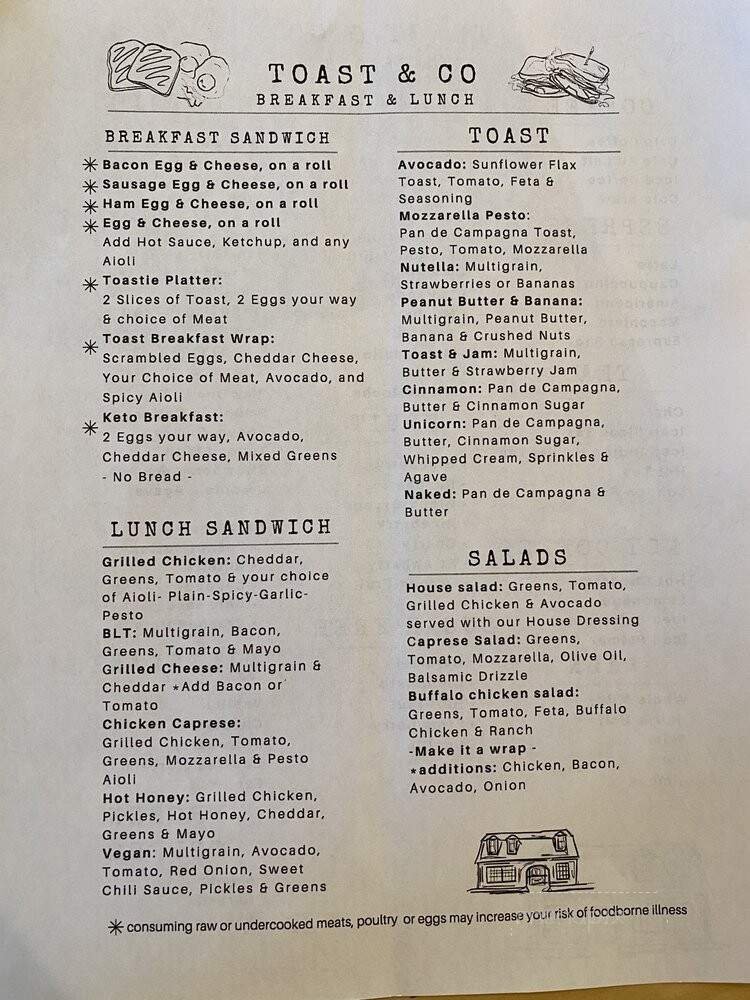 TOAST & CO
BREAKFAST & LUNCH
BREAKFAST SANDWICH
* Bacon Egg & Cheese, on a roll
* Sausage Egg & Cheese, on a roll
* Ham Egg & Cheese, on a roll
* Egg & Cheese, on a roll
Add Hot Sauce, Ketchup, and any
Aioli
* Toastie Platter:
2 Slices of Toast, 2 Eggs your way
& choice of Meat
* Toast Breakfast Wrap:
Scrambled Eggs, Cheddar Cheese,
Your Choice of Meat, Avocado, and
Spicy Aioli
* Keto Breakfast:
2 Eggs your way, Avocado,
Cheddar Cheese, Mixed Greens
- No Bread -
LUNCH SANDWICH
Grilled Chicken: Cheddar,
Greens, Tomato & your choice
of Aioli- Plain-Spicy-Garlic-
Pesto
BLT: Multigrain, Bacon,
Greens, Tomato & Mayo
Grilled Cheese: Multigrain &
Cheddar *Add Bacon or
Tomato
Chicken Caprese:
Grilled Chicken, Tomato,
Greens, Mozzarella & Pesto
Aioli
Hot Honey: Grilled Chicken,
Pickles, Hot Honey, Cheddar,
Greens & Mayo
Vegan: Multigrain, Avocado,
Tomato, Red Onion, Sweet
Chili Sauce, Pickles & Greens
TOAST
Avocado: Sunflower Flax
Toast, Tomato, Feta &
Seasoning
Mozzarella Pesto:
Pan de Campagna Toast,
Pesto, Tomato, Mozzarella
Nutella: Multigrain,
Strawberries or Bananas
Peanut Butter & Banana:
Multigrain, Peanut Butter,
Banana & Crushed Nuts
Toast & Jam: Multigrain,
Butter & Strawberry Jam
Cinnamon: Pan de Campagna,
Butter & Cinnamon Sugar
Unicorn: Pan de Campagna,
Butter, Cinnamon Sugar,
Whipped Cream, Sprinkles &
Agave
Naked: Pan de Campagna &
Butter
SALADS
House salad: Greens, Tomato,
Grilled Chicken & Avocado
served with our House Dressing
Caprese Salad: Greens,
Tomato, Mozzarella, Olive Oil,
Balsamic Drizzle
Buffalo chicken salad:
Greens, Tomato, Feta, Buffalo
Chicken & Ranch
-Make it a wrap -
*additions: Chicken, Bacon,
Avocado, Onion
* consuming raw or undercooked meats, poultry or eggs may increase your risk of foodborne illness